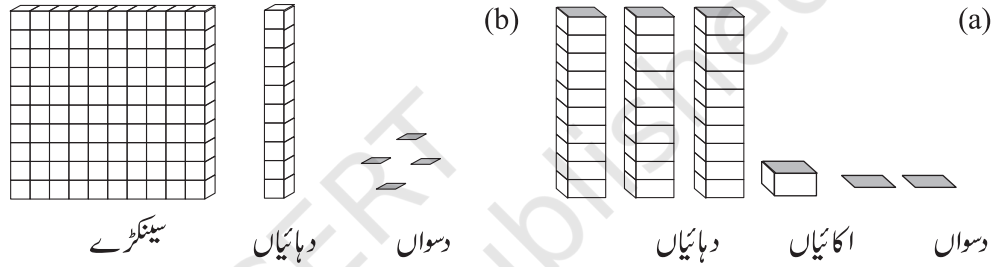 (a)
(b)
دسواں اکائیاں دہائیاں
دسواں دہائیاں سینکڑے